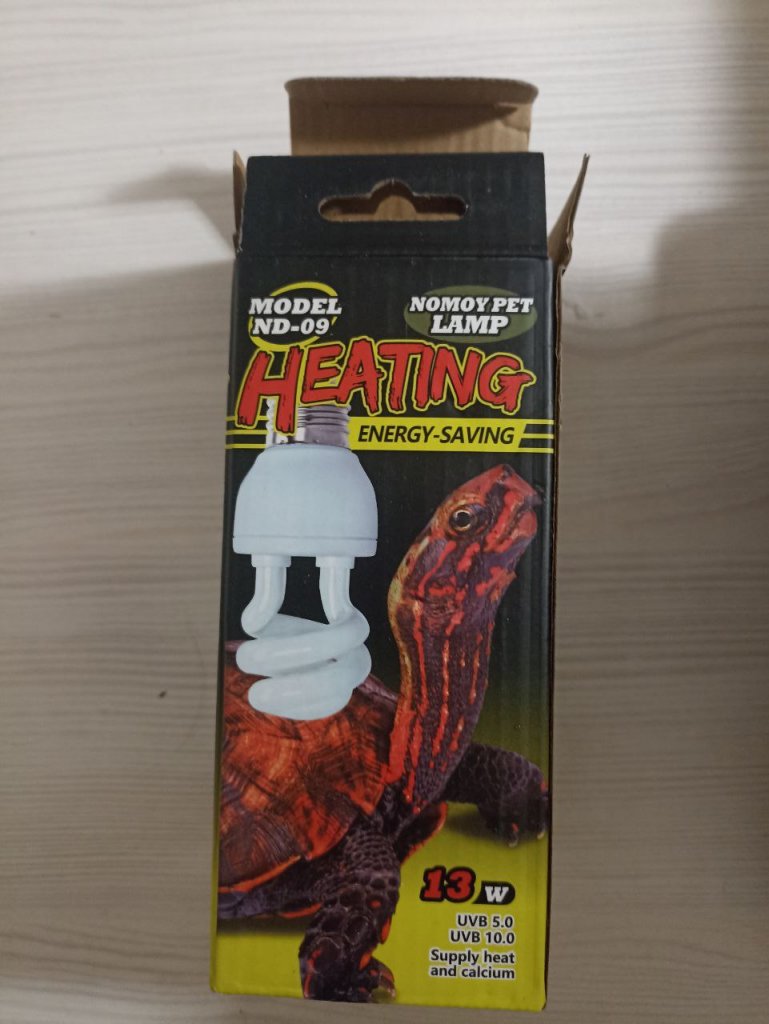 MODEL
ND-09
NOMOY PET
LAMP
HEATING
ENERGY-SAVING
13 W
UVB 5.0
UVB 10.0
Supply heat
and calcium